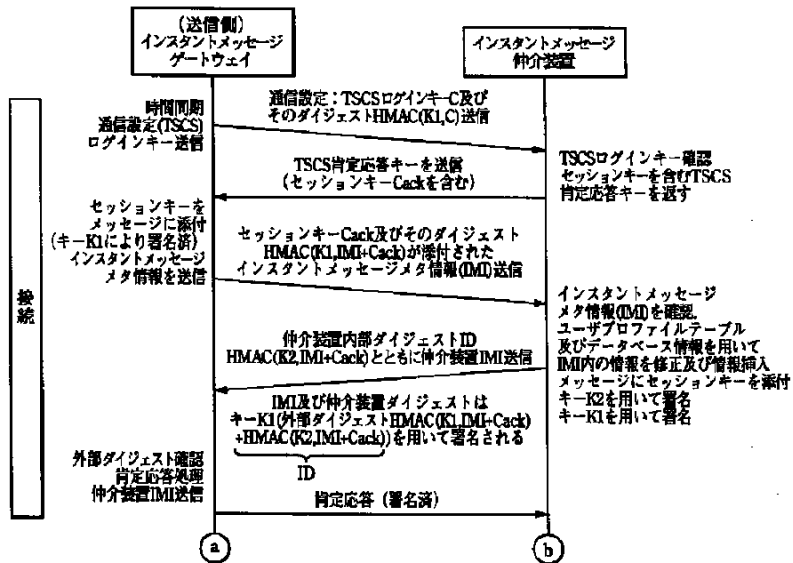 (送信側)
インスタントメッセージ
ゲートウェイ
インスタントメッセージ
仲介装置
接続
時間同期
通信設定(TSCS)
ログインキー送信
通信設定：TSCSログインキーC及び
そのダイジェストHMAC(K1,C)送信
TSCSログインキー確認
セッションキーを含むTSCS
肯定応答キーを返す
TSCS肯定応答キーを送信
(セッションキーCackを含む)
セッションキーを
メッセージに添付
(キーK1により署名済)
インスタントメッセージ
メタ情報を送信
セッションキーCack及びそのダイジェスト
HMAC(K1,IMI+Cack)が添付された
インスタントメッセージメタ情報(IMI)送信
インスタントメッセージ
メタ情報(IMI)を確認.
ユーザプロファイルテーブル
及びデータベース情報を用いて
IMI内の情報を修正及び情報挿入
メッセージにセッションキーを添付
キーK2を用いて署名
キーK1を用いて署名
仲介装置内部ダイジェストID
HMAC(K2,IMI+Cack)とともに仲介装置IMI送信
IMI及び仲介装置ダイジェストは
キーK1(外部ダイジェストHMAC(K1,IMI+Cack)
+HMAC(K2,IMI+Cack))を用いて署名される
ID
外部ダイジェスト確認
肯定応答処理
仲介装置IMI送信
肯定応答 (署名済)
a
b